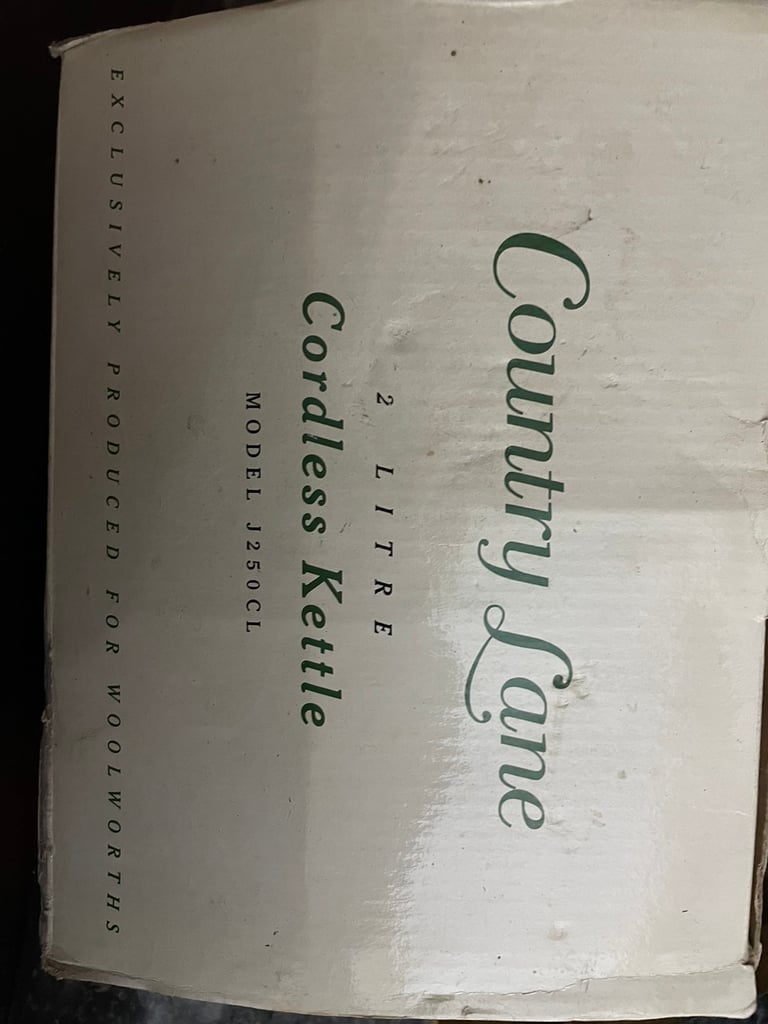 Country Lane
2 LITRE
Cordless Kettle
MODEL J250CL
EXCLUSIVELY PRODUCED FOR WOOLWORTHS